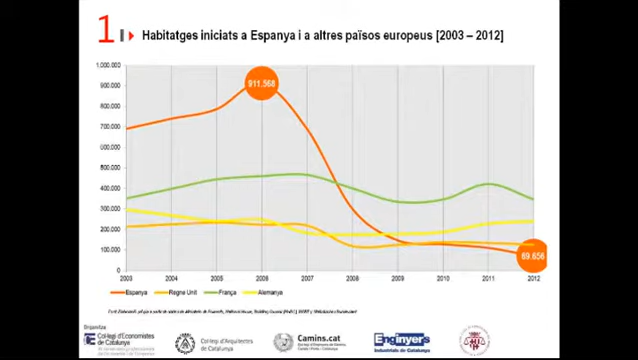 1
Habitatges iniciats a Espanya i a altres països europeus [2003 – 2012]
1.000.000
900.000
800.000
700.000
600.000
500.000
400.000
300.000
200.000
100.000
0
911.568
69.656
2003 2004 2005 2006 2007 2008 2009 2010 2011 2012
Espanya Regne Unit França Alemanya
Organitza
Col·legi d'Economistes
de Catalunya
Col·legi d'Arquitectes
de Catalunya
Camins.cat
Enginyers
Industrials de Catalunya